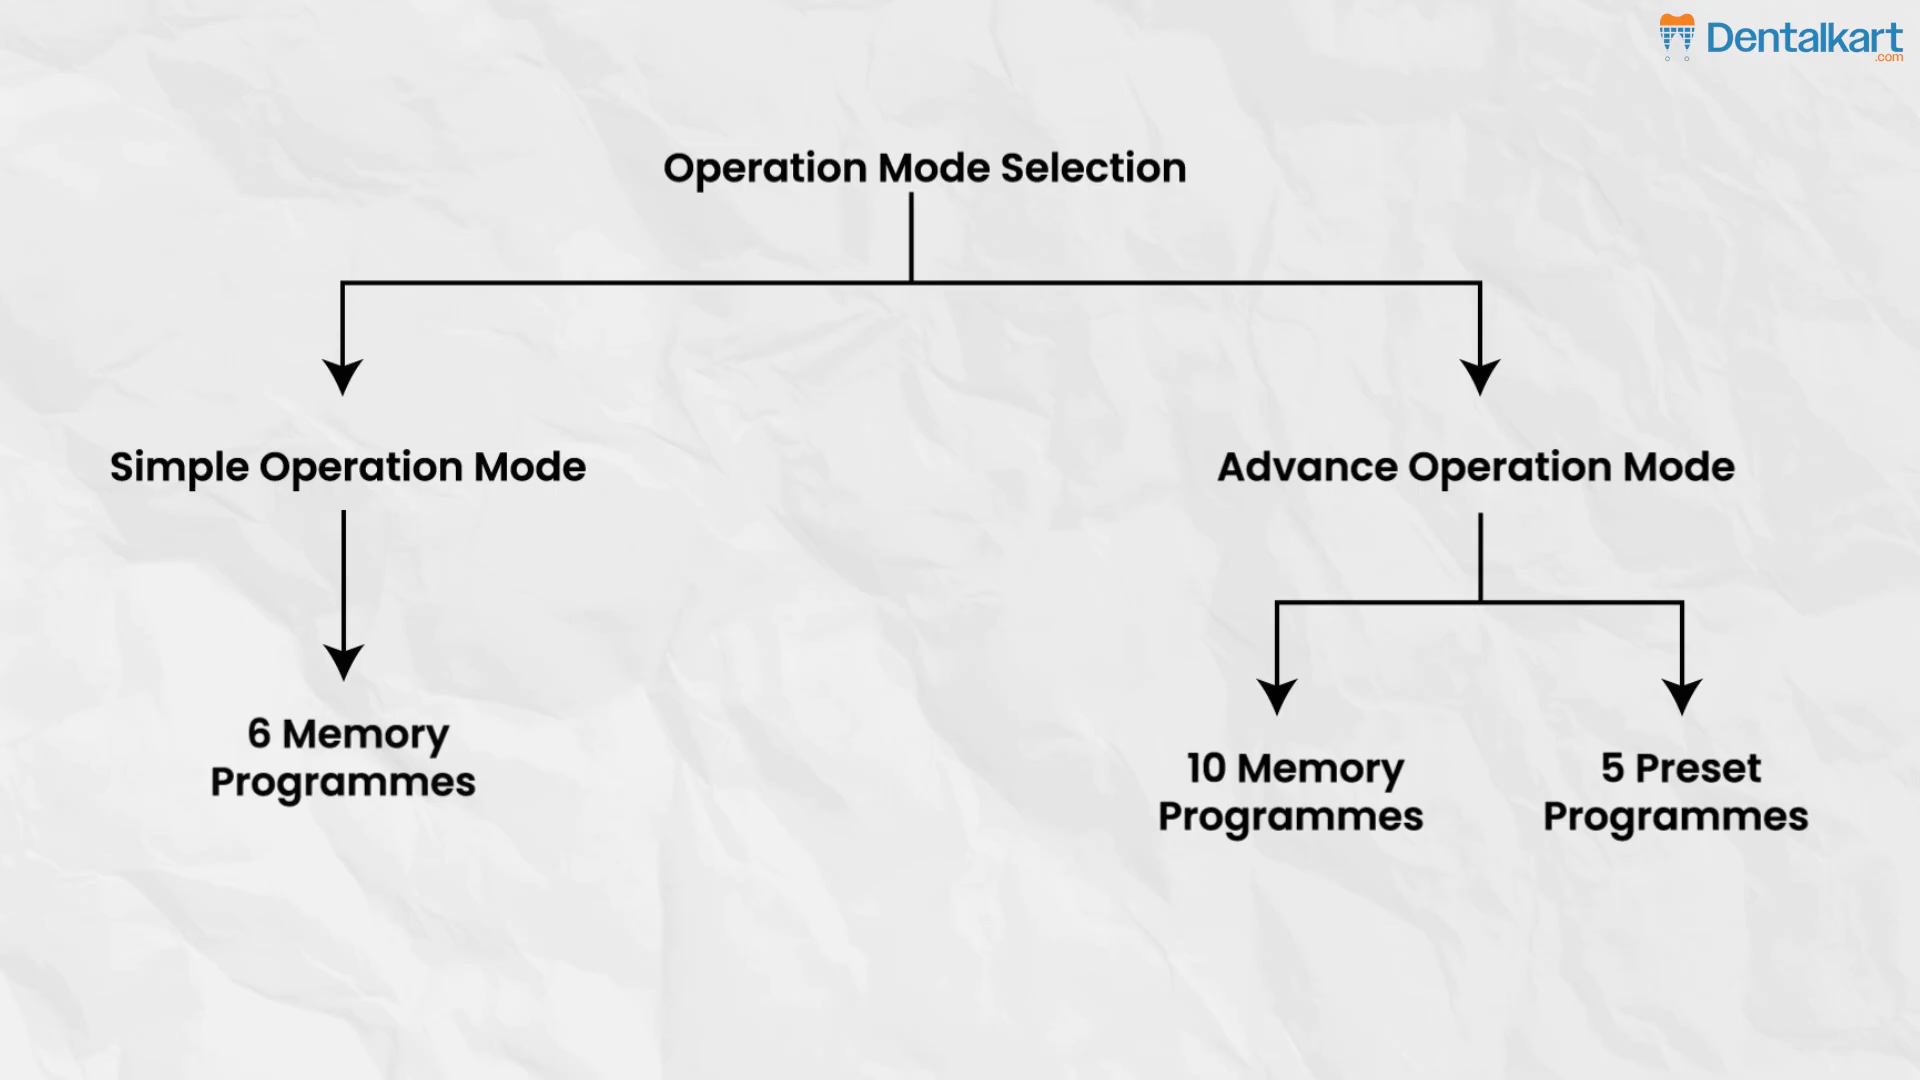 Dentalkart
.com
Operation Mode Selection
Simple Operation Mode
Advance Operation Mode
6 Memory
Programmes
10 Memory
Programmes
5 Preset
Programmes